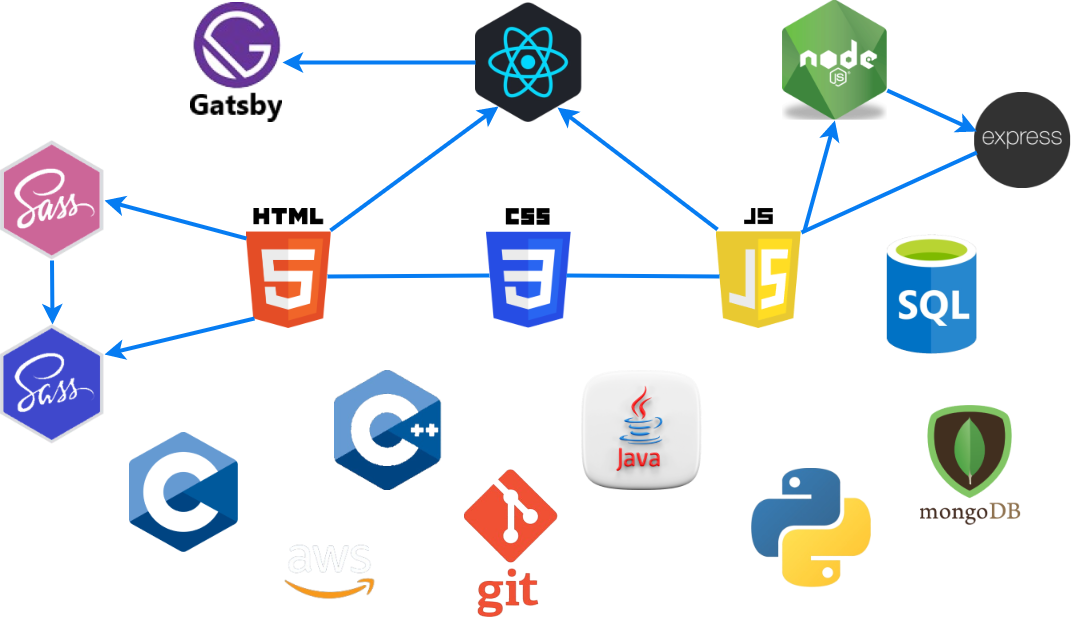 Gatsby
node
JS
express
Sass
HTML
CSS
JS
5
3
JS
SQL
Sass
C
C++
Java
mongoDB
aws
git